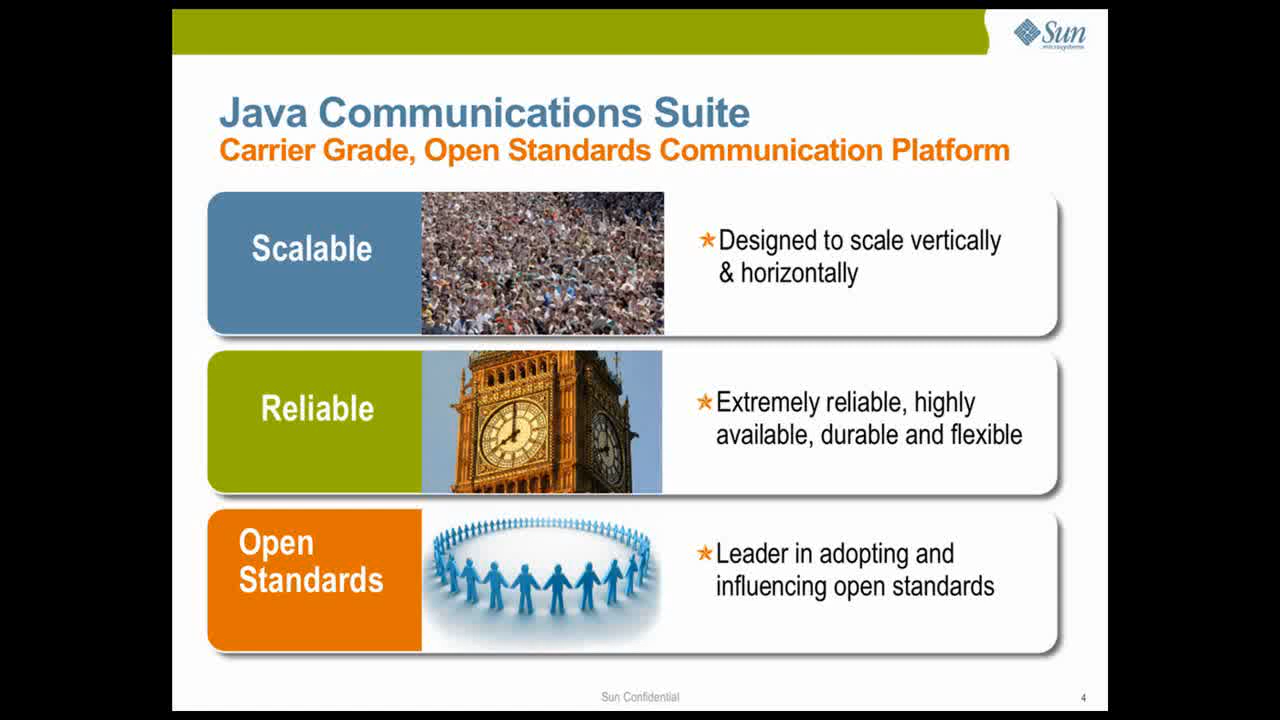 Sun
microsystems
Java Communications Suite
Carrier Grade, Open Standards Communication Platform
Scalable
Designed to scale vertically
& horizontally
Reliable
Extremely reliable, highly
available, durable and flexible
Open
Standards
Leader in adopting and
influencing open standards
Sun Confidential
4